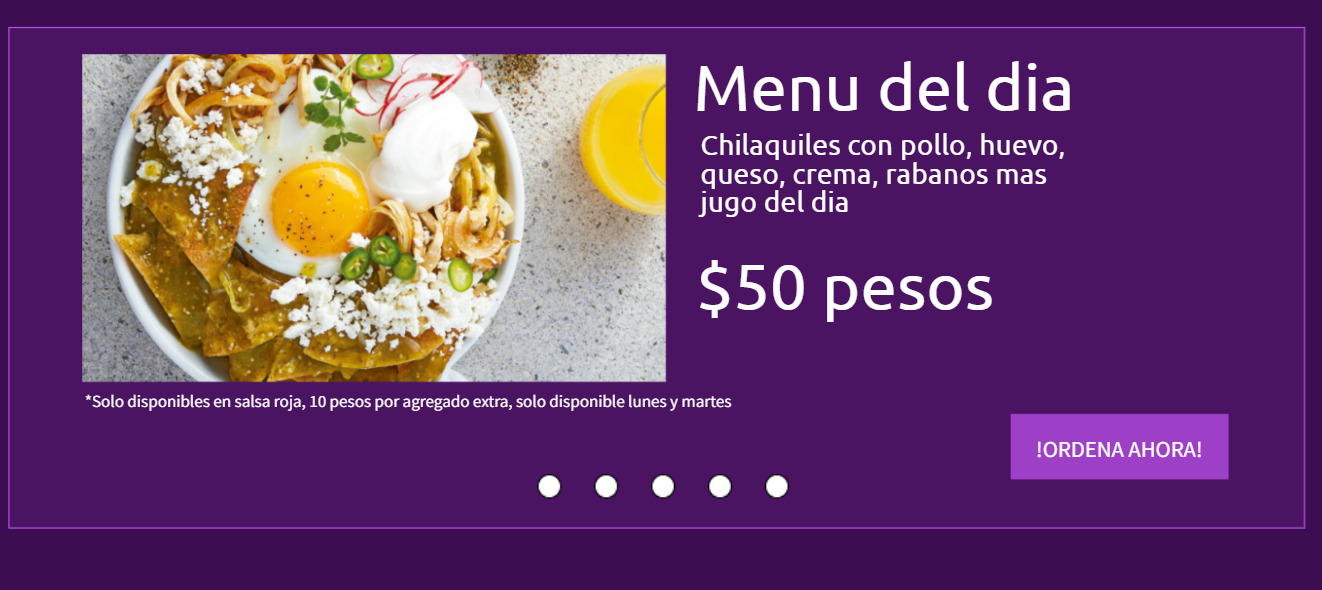 Menu del dia
Chilaquiles con pollo, huevo,
queso, crema, rabanos mas
jugo del dia
$50 pesos
*Solo disponibles en salsa roja, 10 pesos por agregado extra, solo disponible lunes y martes
!ORDENA AHORA!